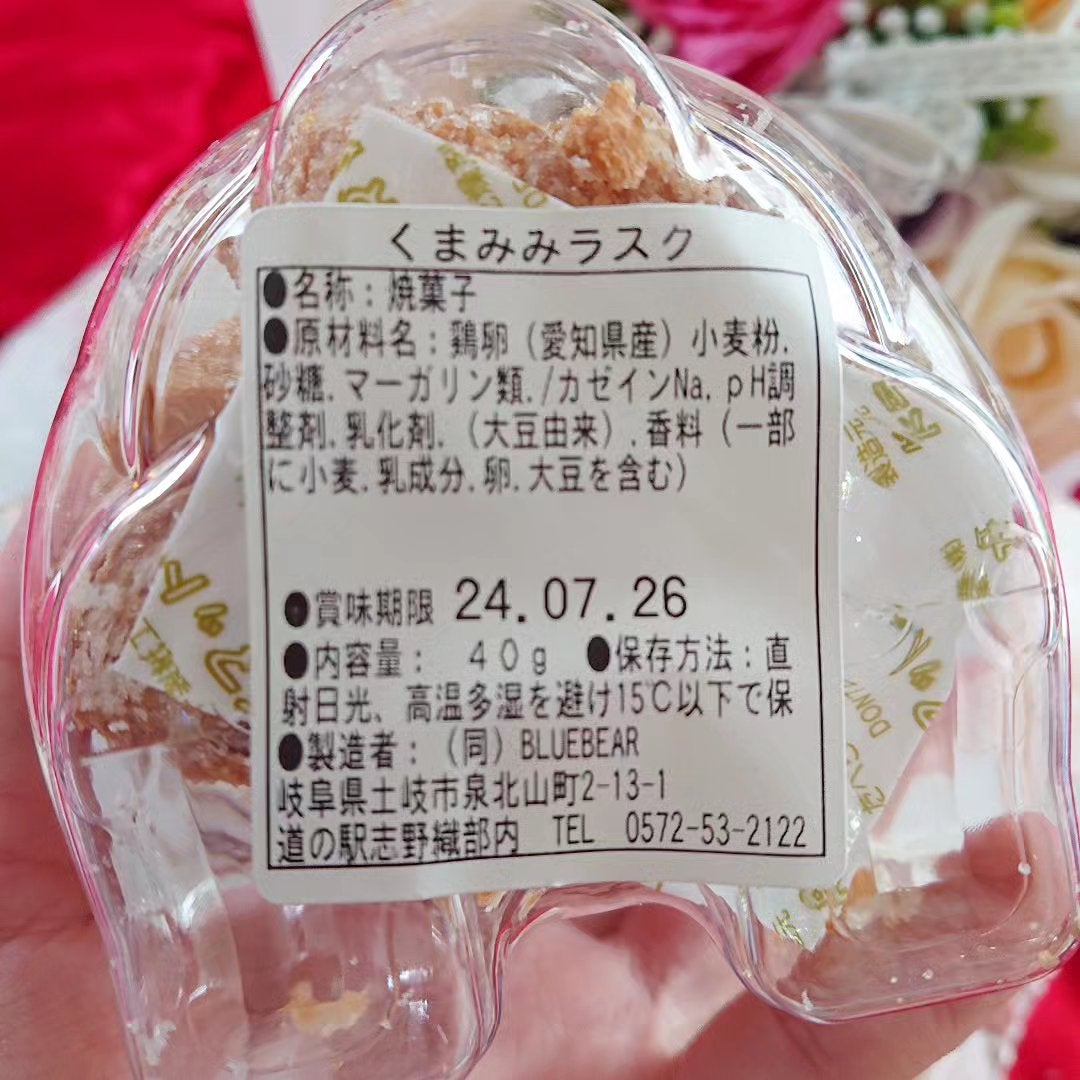 くまみみラスク
●名称：焼菓子
●原材料名：鶏卵（愛知県産）小麦粉,
砂糖,マーガリン類,/カゼインNa,pH調
整剤,乳化剤,（大豆由来）,香料（一部
に小麦,乳成分,卵,大豆を含む）
●賞味期限 24.07.26
●内容量： 40g ●保存方法：直
射日光、高温多湿を避け15℃以下で保
●製造者：（同）BLUEBEAR
岐阜県土岐市泉北山町2-13-1
道の駅志野織部内 TEL 0572-53-2122